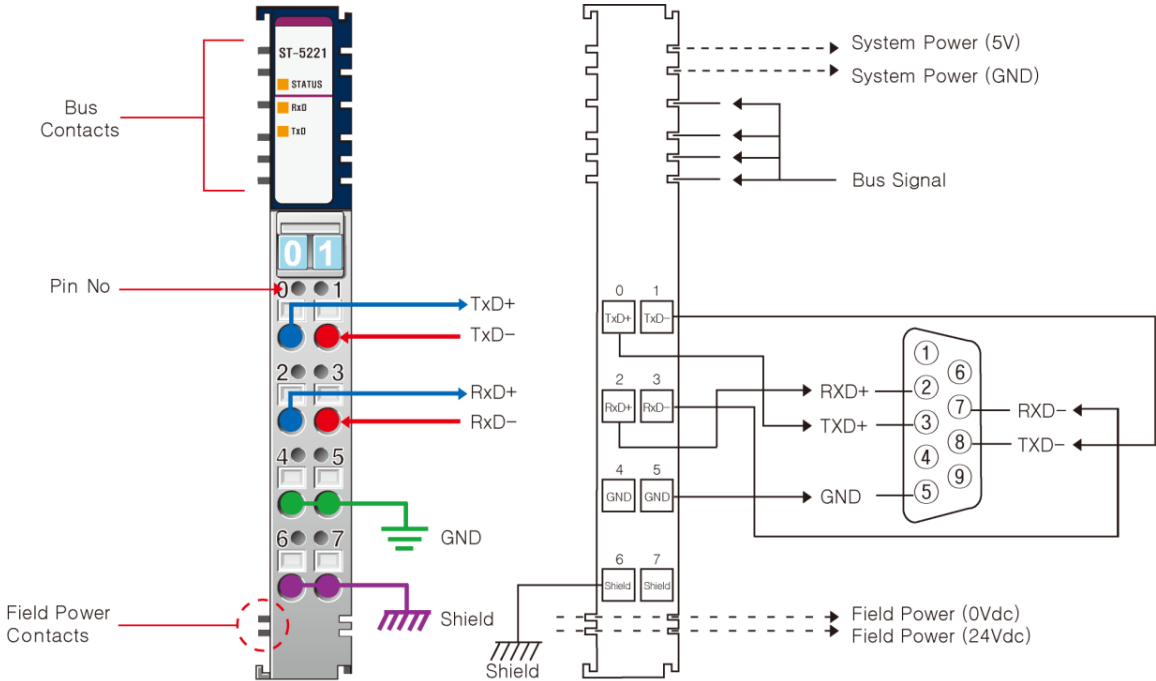 ST-5221
STATUS
RxD
TxD
Bus
Contacts
01
Pin No
0 1
TxD+
TxD-
2 3
RxD+
RxD-
4 5
GND
6 7
Shield
Field Power
Contacts
System Power (5V)
System Power (GND)
Bus Signal
0 1
TxD+ TxD-
2 3
RxD+ RxD-
4 5
GND GND
6 7
Shield Shield
Shield
RXD+
TXD+
GND
1
2
3
4
5
6
7
8
9
RXD-
TXD-
Field Power (0Vdc)
Field Power (24Vdc)